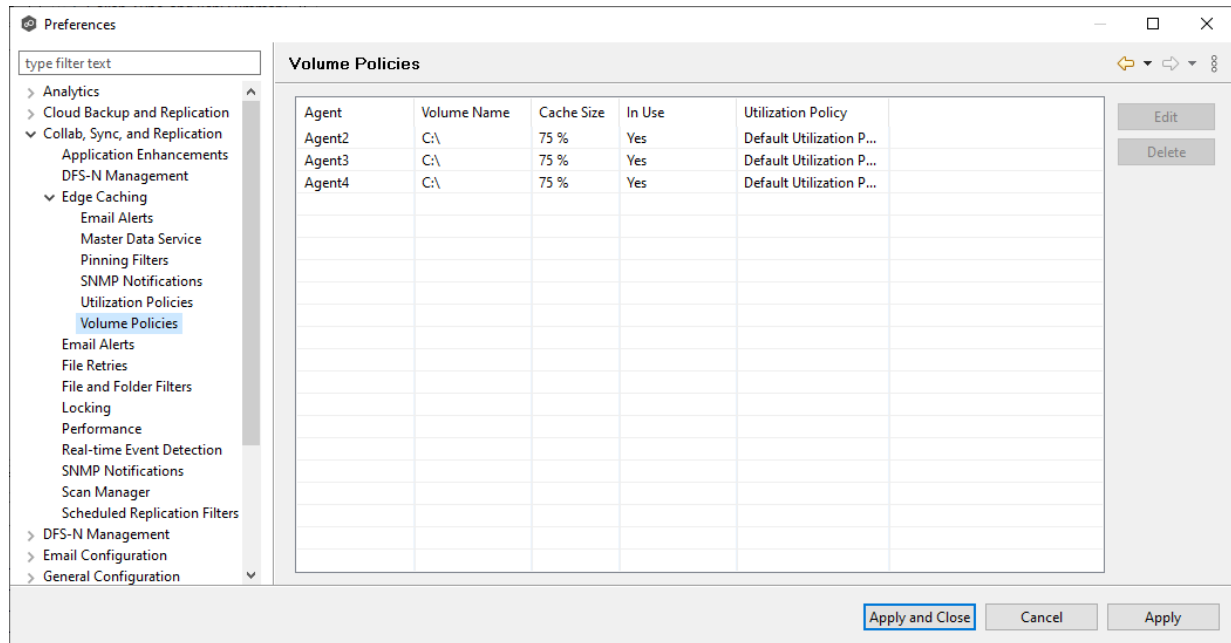 Preferences
type filter text
Analytics
Cloud Backup and Replication
Collab, Sync, and Replication
Application Enhancements
DFS-N Management
Edge Caching
Email Alerts
Master Data Service
Pinning Filters
SNMP Notifications
Utilization Policies
Volume Policies
Email Alerts
File Retries
File and Folder Filters
Locking
Performance
Real-time Event Detection
SNMP Notifications
Scan Manager
Scheduled Replication Filters
DFS-N Management
Email Configuration
General Configuration
Volume Policies
Agent Volume Name Cache Size In Use Utilization Policy
Agent2 C:\ 75 % Yes Default Utilization P...
Agent3 C:\ 75 % Yes Default Utilization P...
Agent4 C:\ 75 % Yes Default Utilization P...
Edit
Delete
Apply and Close Cancel Apply